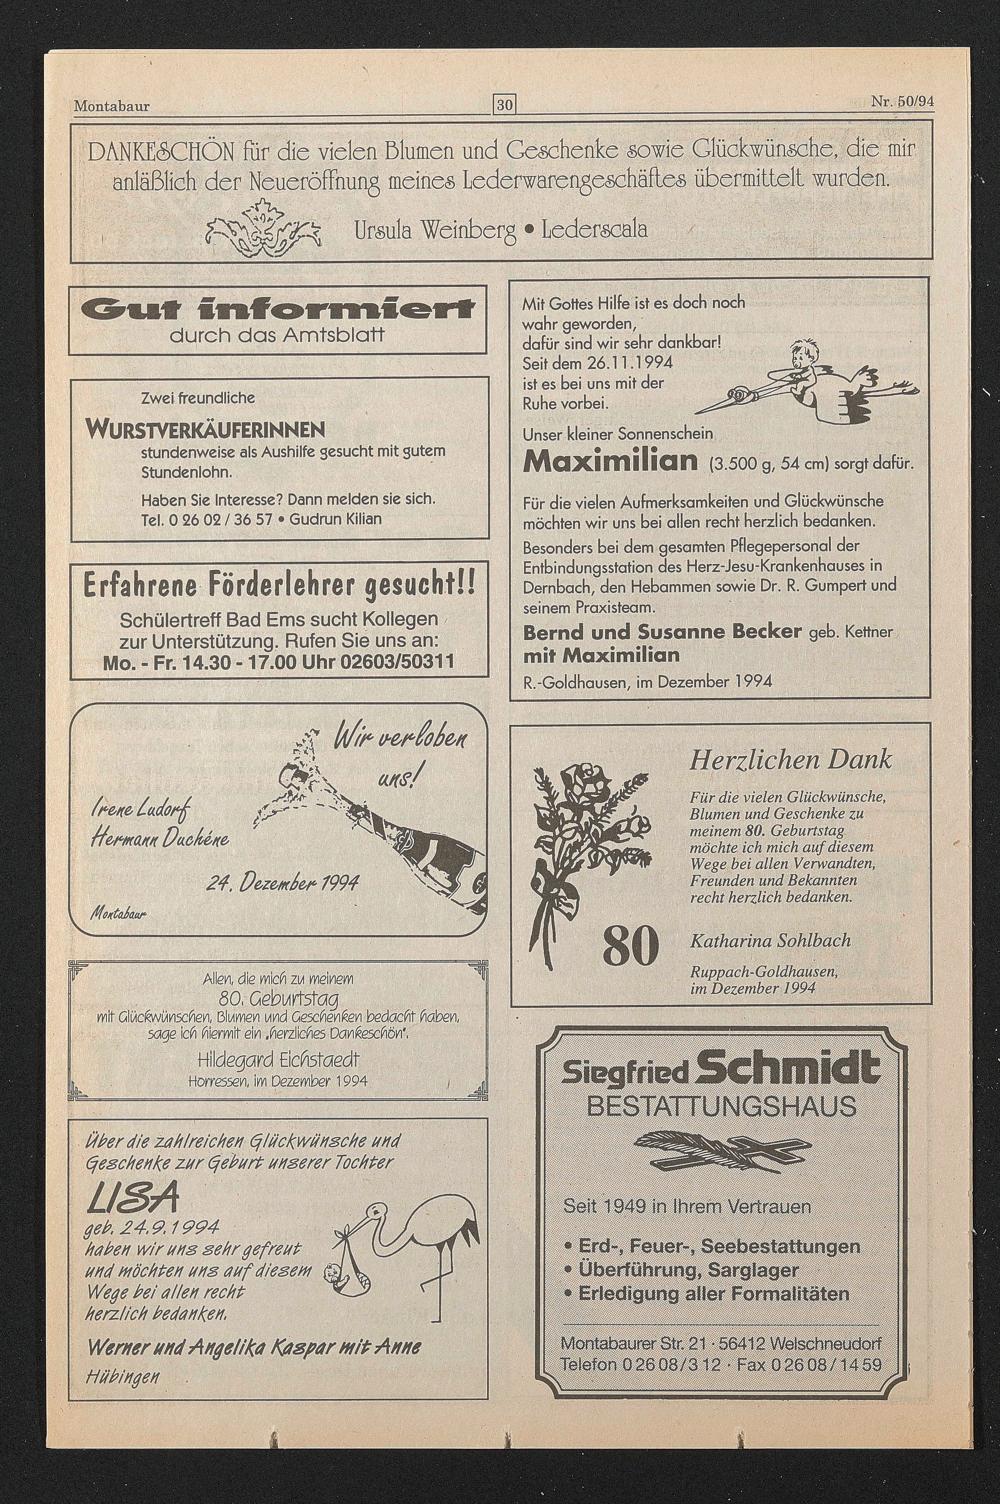 Montabaur
30
Nr. 50/94
DANKESCHÖN für die vielen Blumen und Geschenke sowie Glückwünsche, die mir
anläßlich der Neueröffnung meines Lederwarengeschäftes übermittelt wurden.
Ursula Weinberg • Lederscala
Gut informiert
durch das Amtsblatt
Zwei freundliche
WURSTVERKÄUFERINNEN
stundenweise als Aushilfe gesucht mit gutem
Stundenlohn.
Haben Sie Interesse? Dann melden sie sich.
Tel. 0 26 02 / 36 57 • Gudrun Kilian
Erfahrene Förderlehrer gesucht!!
Schülertreff Bad Ems sucht Kollegen
zur Unterstützung. Rufen Sie uns an:
Mo. - Fr. 14.30 - 17.00 Uhr 02603/50311
Wir verloben
uns!
Irene Ludorf
Hermann Duchéne
24. Dezember 1994
Montabaur
Allen, die mich zu meinem
80. Geburtstag
mit Glückwünschen, Blumen und Geschenken bedacht haben,
sage ich hiermit ein „herzliches Dankeschön“.
Hildegard Eichstaedt
Horressen, im Dezember 1994
Über die zahlreichen Glückwünsche und
Geschenke zur Geburt unserer Tochter
LISA
geb. 24.9.1994
haben wir uns sehr gefreut
und möchten uns auf diesem
Wege bei allen recht
herzlich bedanken.
Werner und Angelika Kaspar mit Anne
Hübingen
Mit Gottes Hilfe ist es doch noch
wahr geworden,
dafür sind wir sehr dankbar!
Seit dem 26.11.1994
ist es bei uns mit der
Ruhe vorbei.
Unser kleiner Sonnenschein
Maximilian (3.500 g, 54 cm) sorgt dafür.
Für die vielen Aufmerksamkeiten und Glückwünsche
möchten wir uns bei allen recht herzlich bedanken.
Besonders bei dem gesamten Pflegepersonal der
Entbindungsstation des Herz-Jesu-Krankenhauses in
Dernbach, den Hebammen sowie Dr. R. Gumpert und
seinem Praxisteam.
Bernd und Susanne Becker geb. Kettner
mit Maximilian
R.-Goldhausen, im Dezember 1994
Herzlichen Dank
Für die vielen Glückwünsche,
Blumen und Geschenke zu
meinem 80. Geburtstag
möchte ich mich auf diesem
Wege bei allen Verwandten,
Freunden und Bekannten
recht herzlich bedanken.
80
Katharina Sohlbach
Ruppach-Goldhausen,
im Dezember 1994
Siegfried Schmidt
BESTATTUNGSHAUS
Seit 1949 in Ihrem Vertrauen
• Erd-, Feuer-, Seebestattungen
• Überführung, Sarglager
• Erledigung aller Formalitäten
Montabaurer Str. 21 · 56412 Welschneudorf
Telefon 0 26 08 / 3 12 · Fax 0 26 08 / 14 59